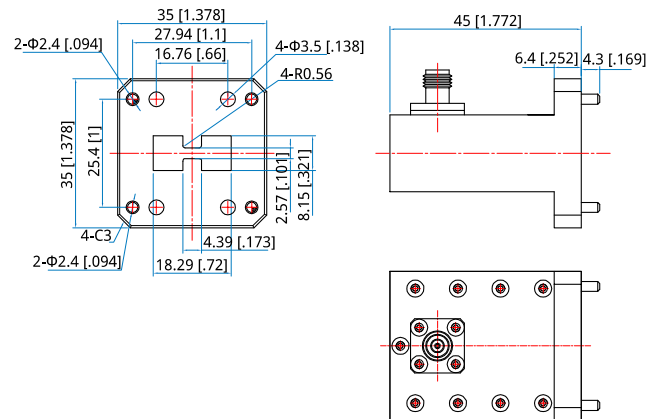 35 [1.378]
27.94 [1.1]
2-Φ2.4 [.094]
16.76 [.66]
4-Φ3.5 [.138]
4-R0.56
35 [1.378]
25.4 [1]
2.57 [.101]
8.15 [.321]
4-C3
4.39 [.173]
2-Φ2.4 [.094]
18.29 [.72]
45 [1.772]
6.4 [.252]
4.3 [.169]